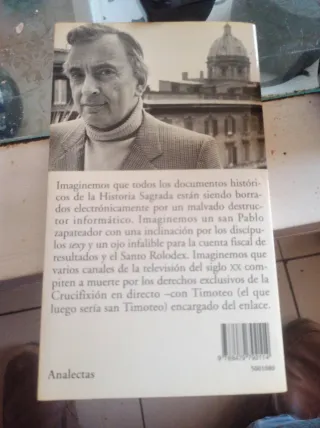 Imaginemos que todos los documentos históri-
cos de la Historia Sagrada están siendo borra-
dos electrónicamente por un malvado destruc-
tor informático. Imaginemos un san Pablo
zapateador con una inclinación por los discípu-
los sexy y un ojo infalible para la cuenta fiscal de
resultados y el Santo Rolodex. Imaginemos que
varios canales de la televisión del siglo XX com-
piten a muerte por los derechos exclusivos de la
Crucifixión en directo –con Timoteo (el que
luego sería san Timoteo) encargado del enlace.
Analectas